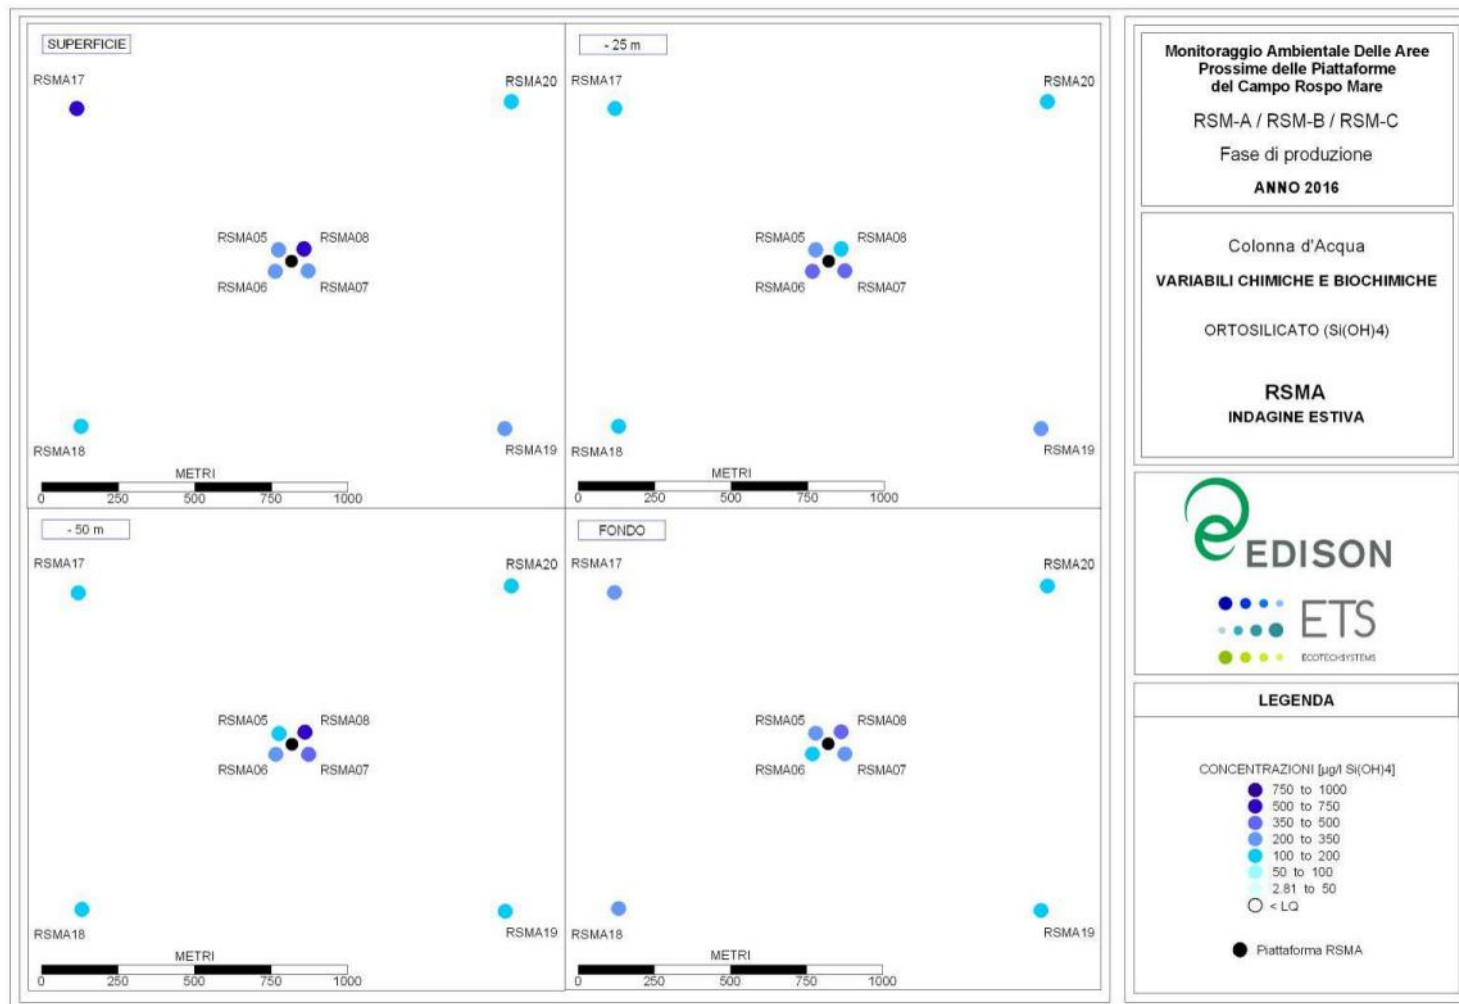 SUPERFICIE
RSMA17
RSMA20
RSMA05
RSMA08
RSMA06
RSMA07
RSMA18
RSMA19
METRI
0 250 500 750 1000
- 25 m
RSMA17
RSMA20
RSMA05
RSMA08
RSMA06
RSMA07
RSMA18
RSMA19
METRI
0 250 500 750 1000
- 50 m
RSMA17
RSMA20
RSMA05
RSMA08
RSMA06
RSMA07
RSMA18
RSMA19
METRI
0 250 500 750 1000
FONDO
RSMA17
RSMA20
RSMA05
RSMA08
RSMA06
RSMA07
RSMA18
RSMA19
METRI
0 250 500 750 1000
Monitoraggio Ambientale Delle Aree
Prossime delle Piattaforme
del Campo Rospo Mare
RSM-A / RSM-B / RSM-C
Fase di produzione
ANNO 2016
Colonna d'Acqua
VARIABILI CHIMICHE E BIOCHIMICHE
ORTOSILICATO (Si(OH)4)
RSMA
INDAGINE ESTIVA
EDISON
ETS
ECOTECHSYSTEMS
LEGENDA
CONCENTRAZIONI [µg/l Si(OH)4]
750 to 1000
500 to 750
350 to 500
200 to 350
100 to 200
50 to 100
2.81 to 50
< LQ
Piattaforma RSMA